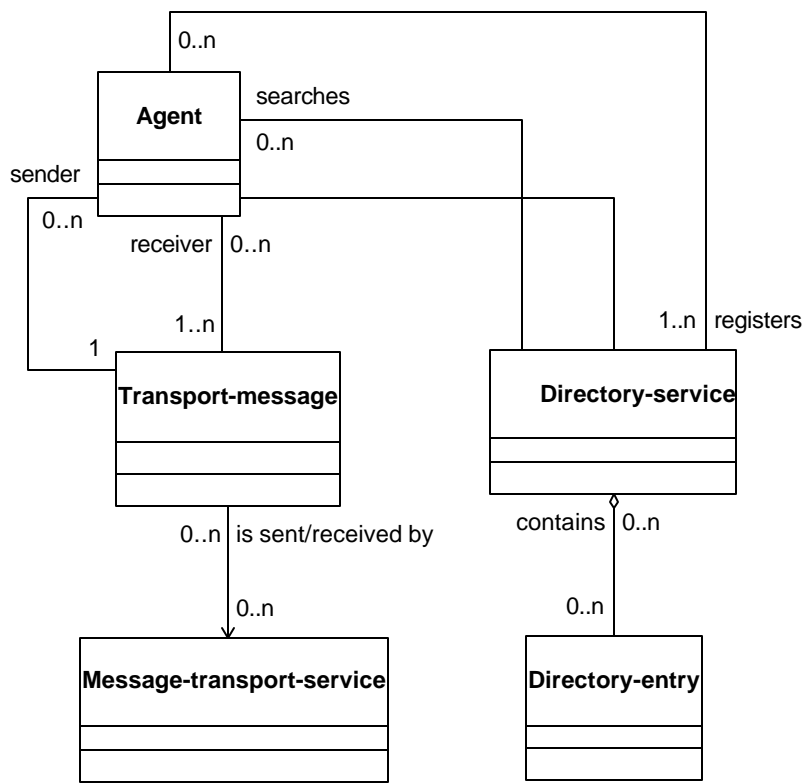 0..n
searches
Agent
0..n
sender
0..n
receiver
0..n
1..n
1..n
registers
1
Transport-message
Directory-service
0..n
is sent/received by
contains
0..n
0..n
0..n
Message-transport-service
Directory-entry